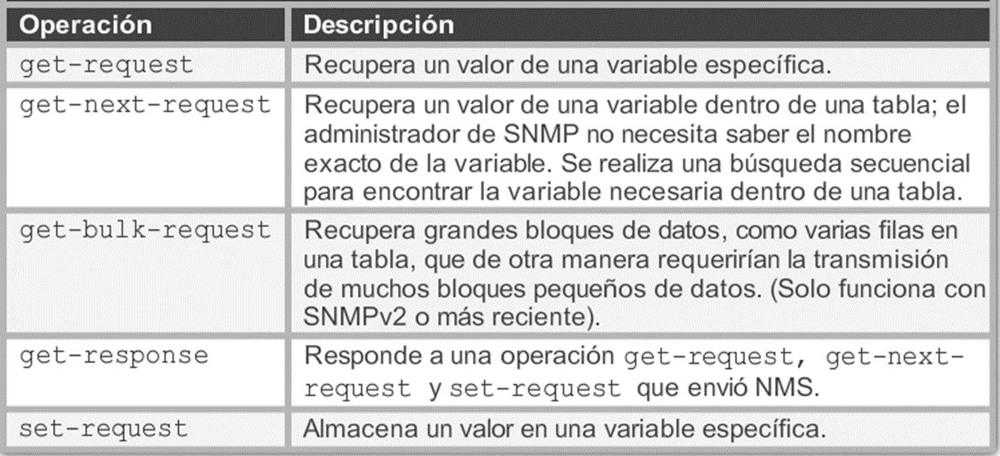 Operación Descripción
get-request Recupera un valor de una variable específica.
get-next-request Recupera un valor de una variable dentro de una tabla; el
administrador de SNMP no necesita saber el nombre
exacto de la variable. Se realiza una búsqueda secuencial
para encontrar la variable necesaria dentro de una tabla.
get-bulk-request Recupera grandes bloques de datos, como varias filas en
una tabla, que de otra manera requerirían la transmisión
de muchos bloques pequeños de datos. (Solo funciona con
SNMPv2 o más reciente).
get-response Responde a una operación get-request, get-next-
request y set-request que envió NMS.
set-request Almacena un valor en una variable específica.